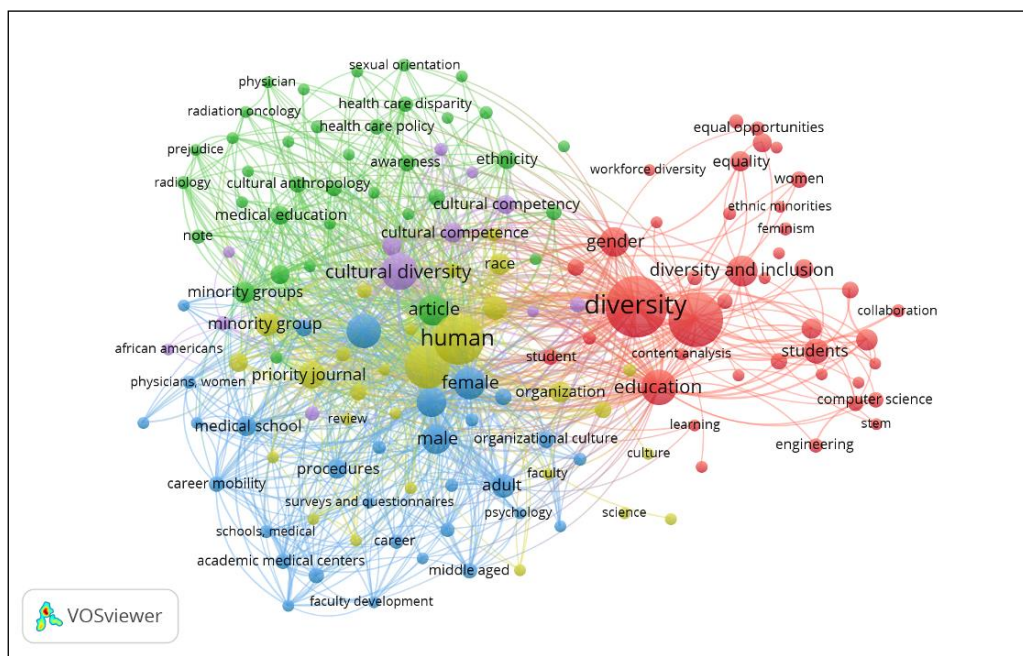 sexual orientation
physician
radiation oncology
health care disparity
health care policy
equal opportunities
prejudice
awareness
ethnicity
workforce diversity
equality
radiology
cultural anthropology
women
medical education
cultural competency
ethnic minorities
note
cultural competence
gender
feminism
cultural diversity
race
diversity and inclusion
minority groups
article
diversity
collaboration
minority group
human
african americans
student
content analysis
students
physicians, women
priority journal
female
organization
education
computer science
review
medical school
learning
stem
male
organizational culture
engineering
procedures
culture
career mobility
adult
faculty
surveys and questionnaires
psychology
science
schools, medical
career
academic medical centers
middle aged
faculty development
VOSviewer